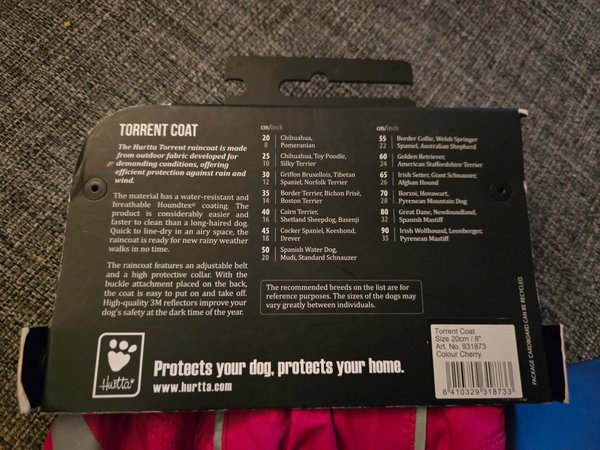 TORRENT COAT
The Hurtta Torrent raincoat is made
from outdoor fabric developed for
demanding conditions, offering
efficient protection against rain and
wind.
The material has a water-resistant and
breathable Houndtex® coating. The
product is considerably easier and
faster to clean than a long-haired dog.
Quick to line-dry in an airy space, the
raincoat is ready for new rainy weather
walks in no time.
The raincoat features an adjustable belt
and a high protective collar. With the
buckle attachment placed on the back,
the coat is easy to put on and take off.
High-quality 3M reflectors improve your
dog's safety at the dark time of the year.
cm/inch
20 Chihuahua,
8 Pomeranian
25 Chihuahua, Toy Poodle,
10 Silky Terrier
30 Griffon Bruxellois, Tibetan
12 Spaniel, Norfolk Terrier
35 Border Terrier, Bichon Frisé,
14 Boston Terrier
40 Cairn Terrier,
16 Shetland Sheepdog, Basenji
45 Cocker Spaniel, Keeshond,
18 Drever
50 Spanish Water Dog,
20 Mudi, Standard Schnauzer
cm/inch
55 Border Collie, Welsh Springer
22 Spaniel, Australian Shepherd
60 Golden Retriever,
24 American Staffordshire Terrier
65 Irish Setter, Giant Schnauzer,
26 Afghan Hound
70 Borzoi, Hovawart,
28 Pyrenean Mountain Dog
80 Great Dane, Newfoundland,
32 Spanish Mastiff
90 Irish Wolfhound, Leonberger,
35 Pyrenean Mastiff
The recommended breeds on the list are for
reference purposes. The sizes of the dogs may
vary greatly between individuals.
Hurtta
Protects your dog, protects your home.
www.hurtta.com
Torrent Coat
Size 20cm / 8"
Art. No. 931873
Colour Cherry
6 410329 318733
PACKAGE CARDBOARD CAN BE RECYCLED.